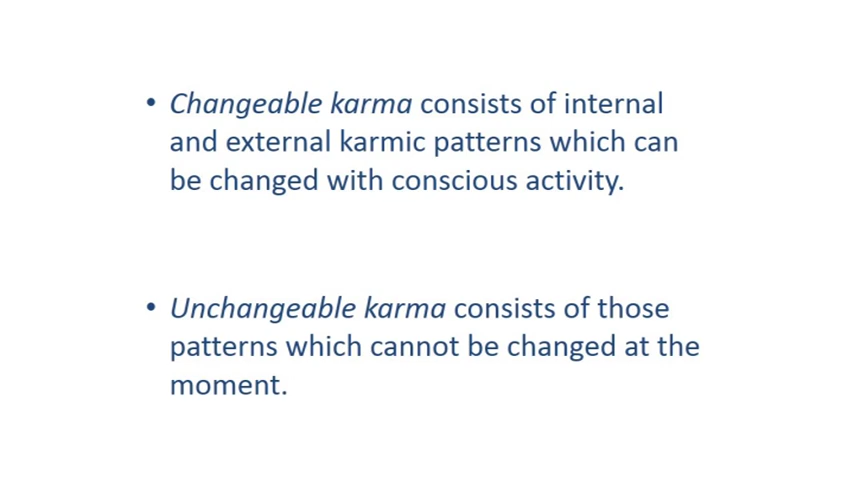 • Changeable karma consists of internal
and external karmic patterns which can
be changed with conscious activity.
• Unchangeable karma consists of those
patterns which cannot be changed at the
moment.